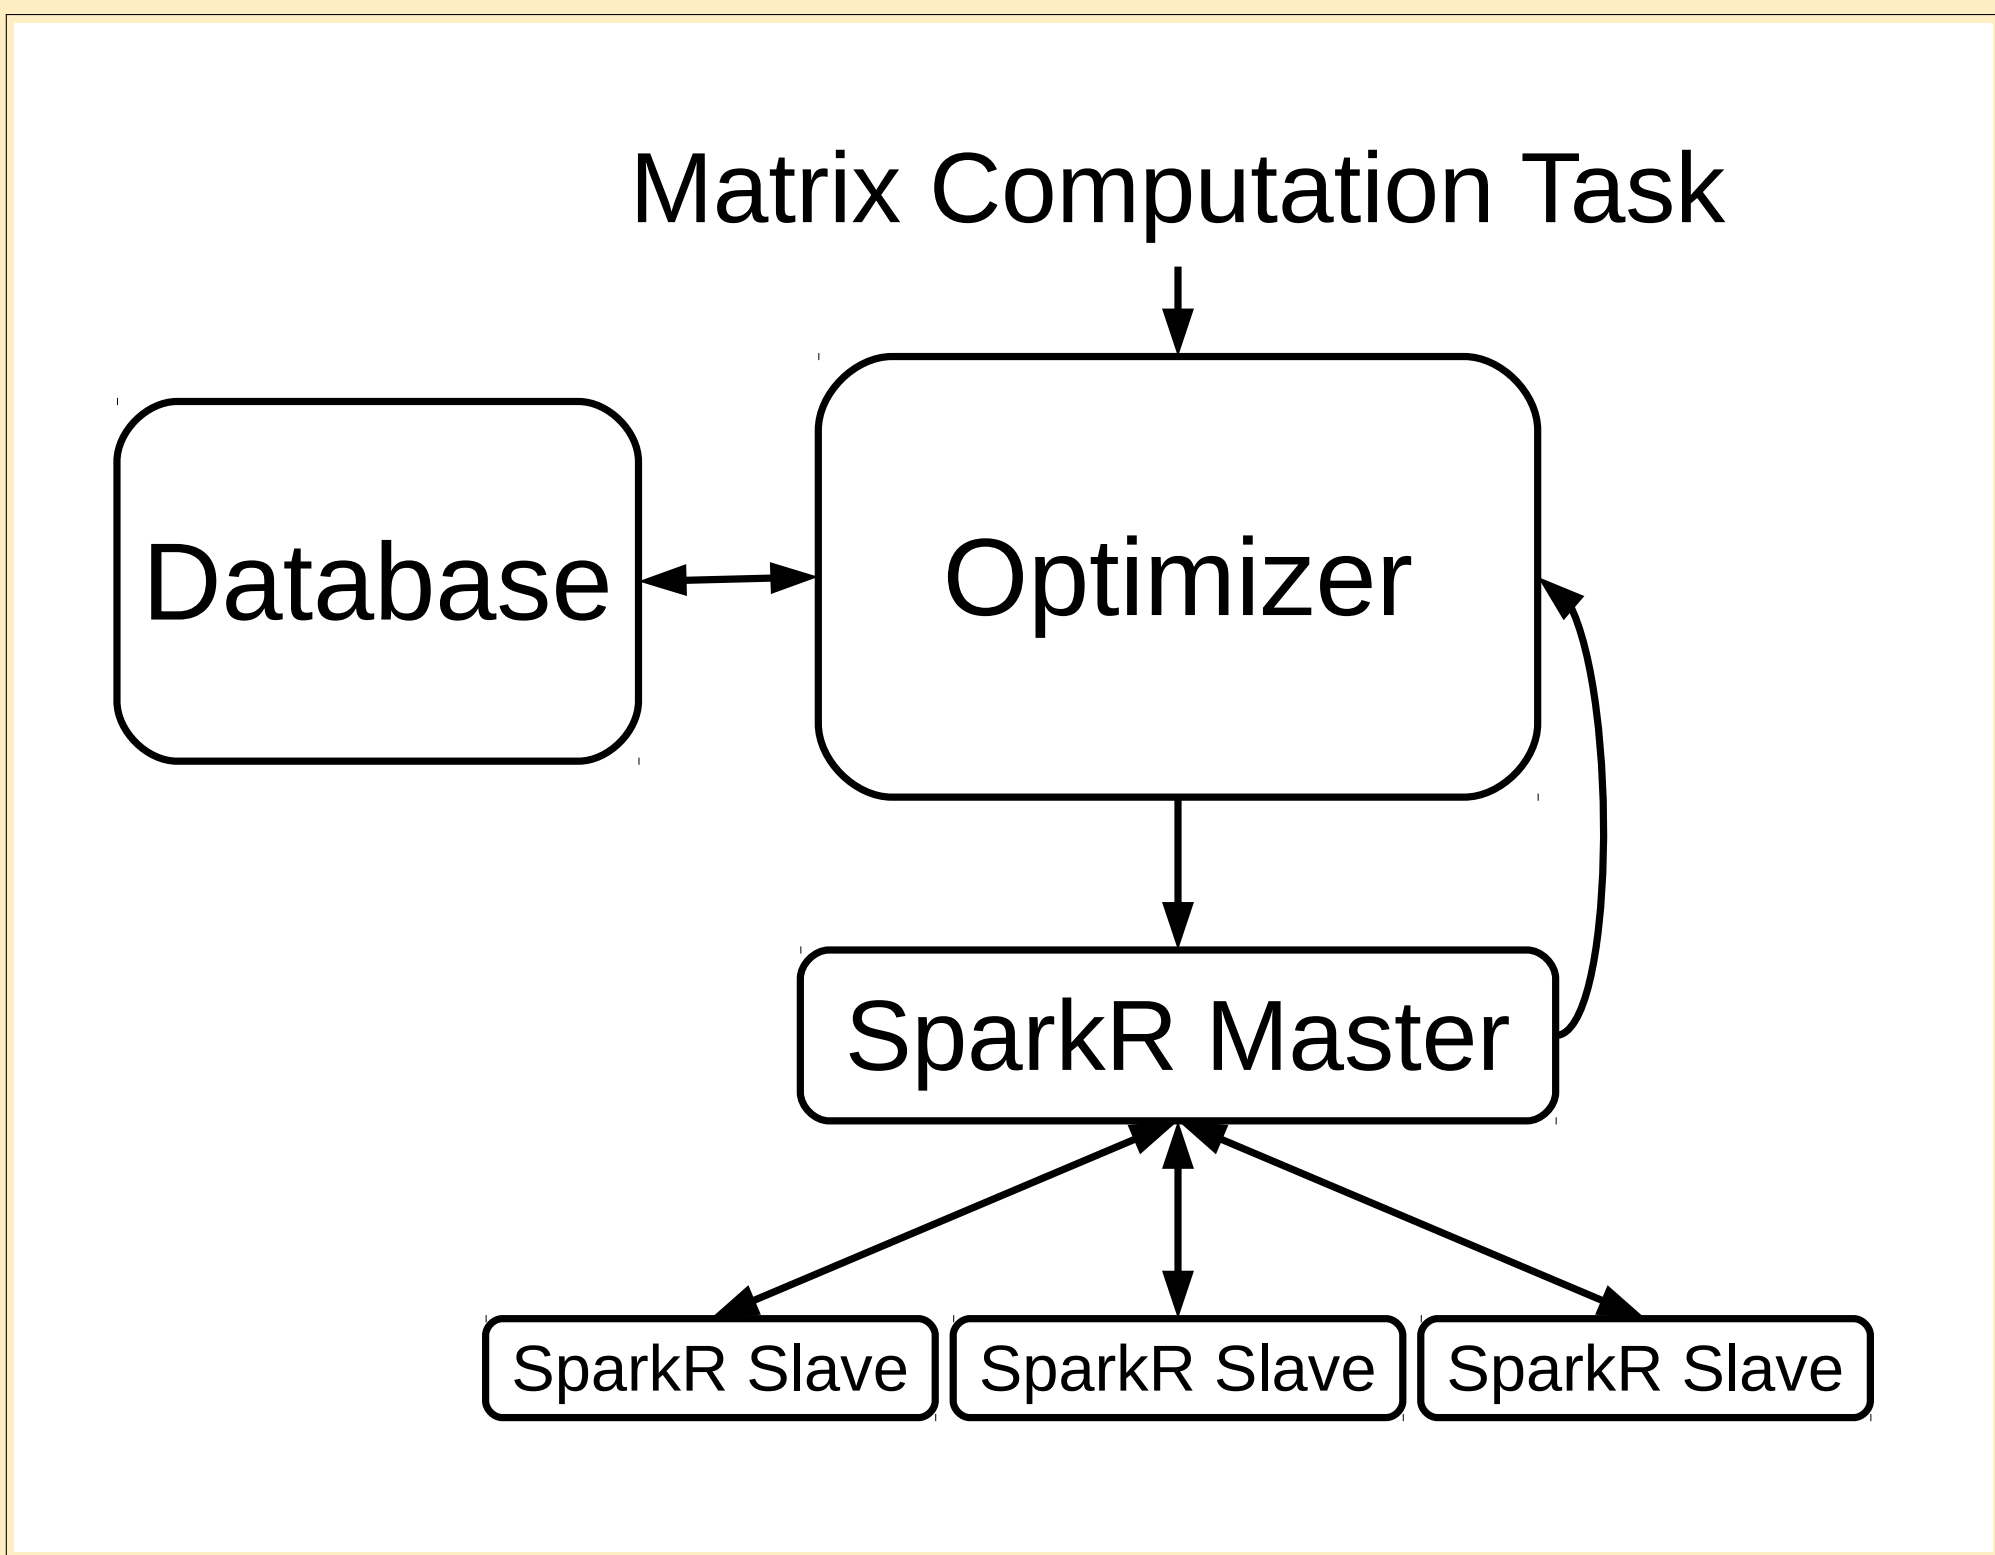 Matrix Computation Task
Database
Optimizer
SparkR Master
SparkR Slave
SparkR Slave
SparkR Slave